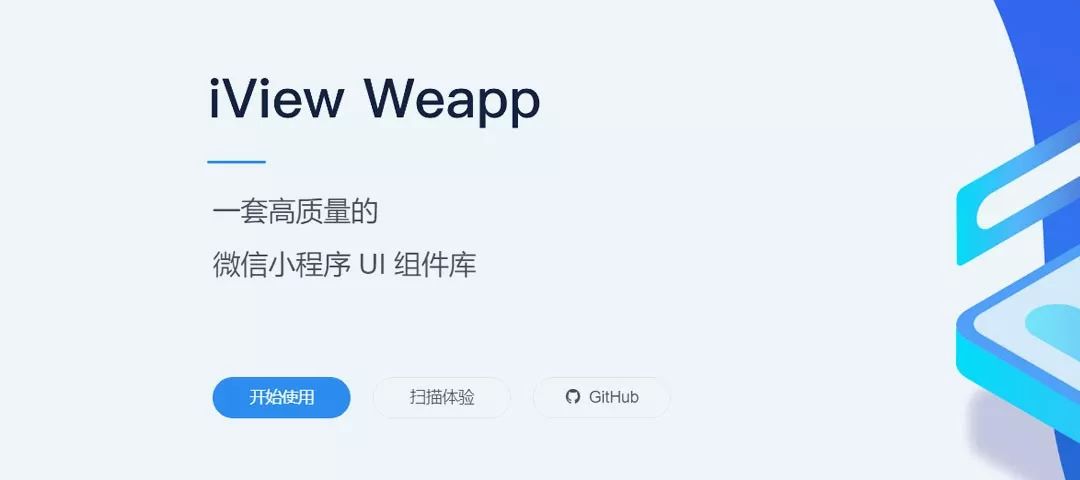 iView Weapp
一套高质量的
微信小程序 UI 组件库
开始使用
扫描体验
GitHub